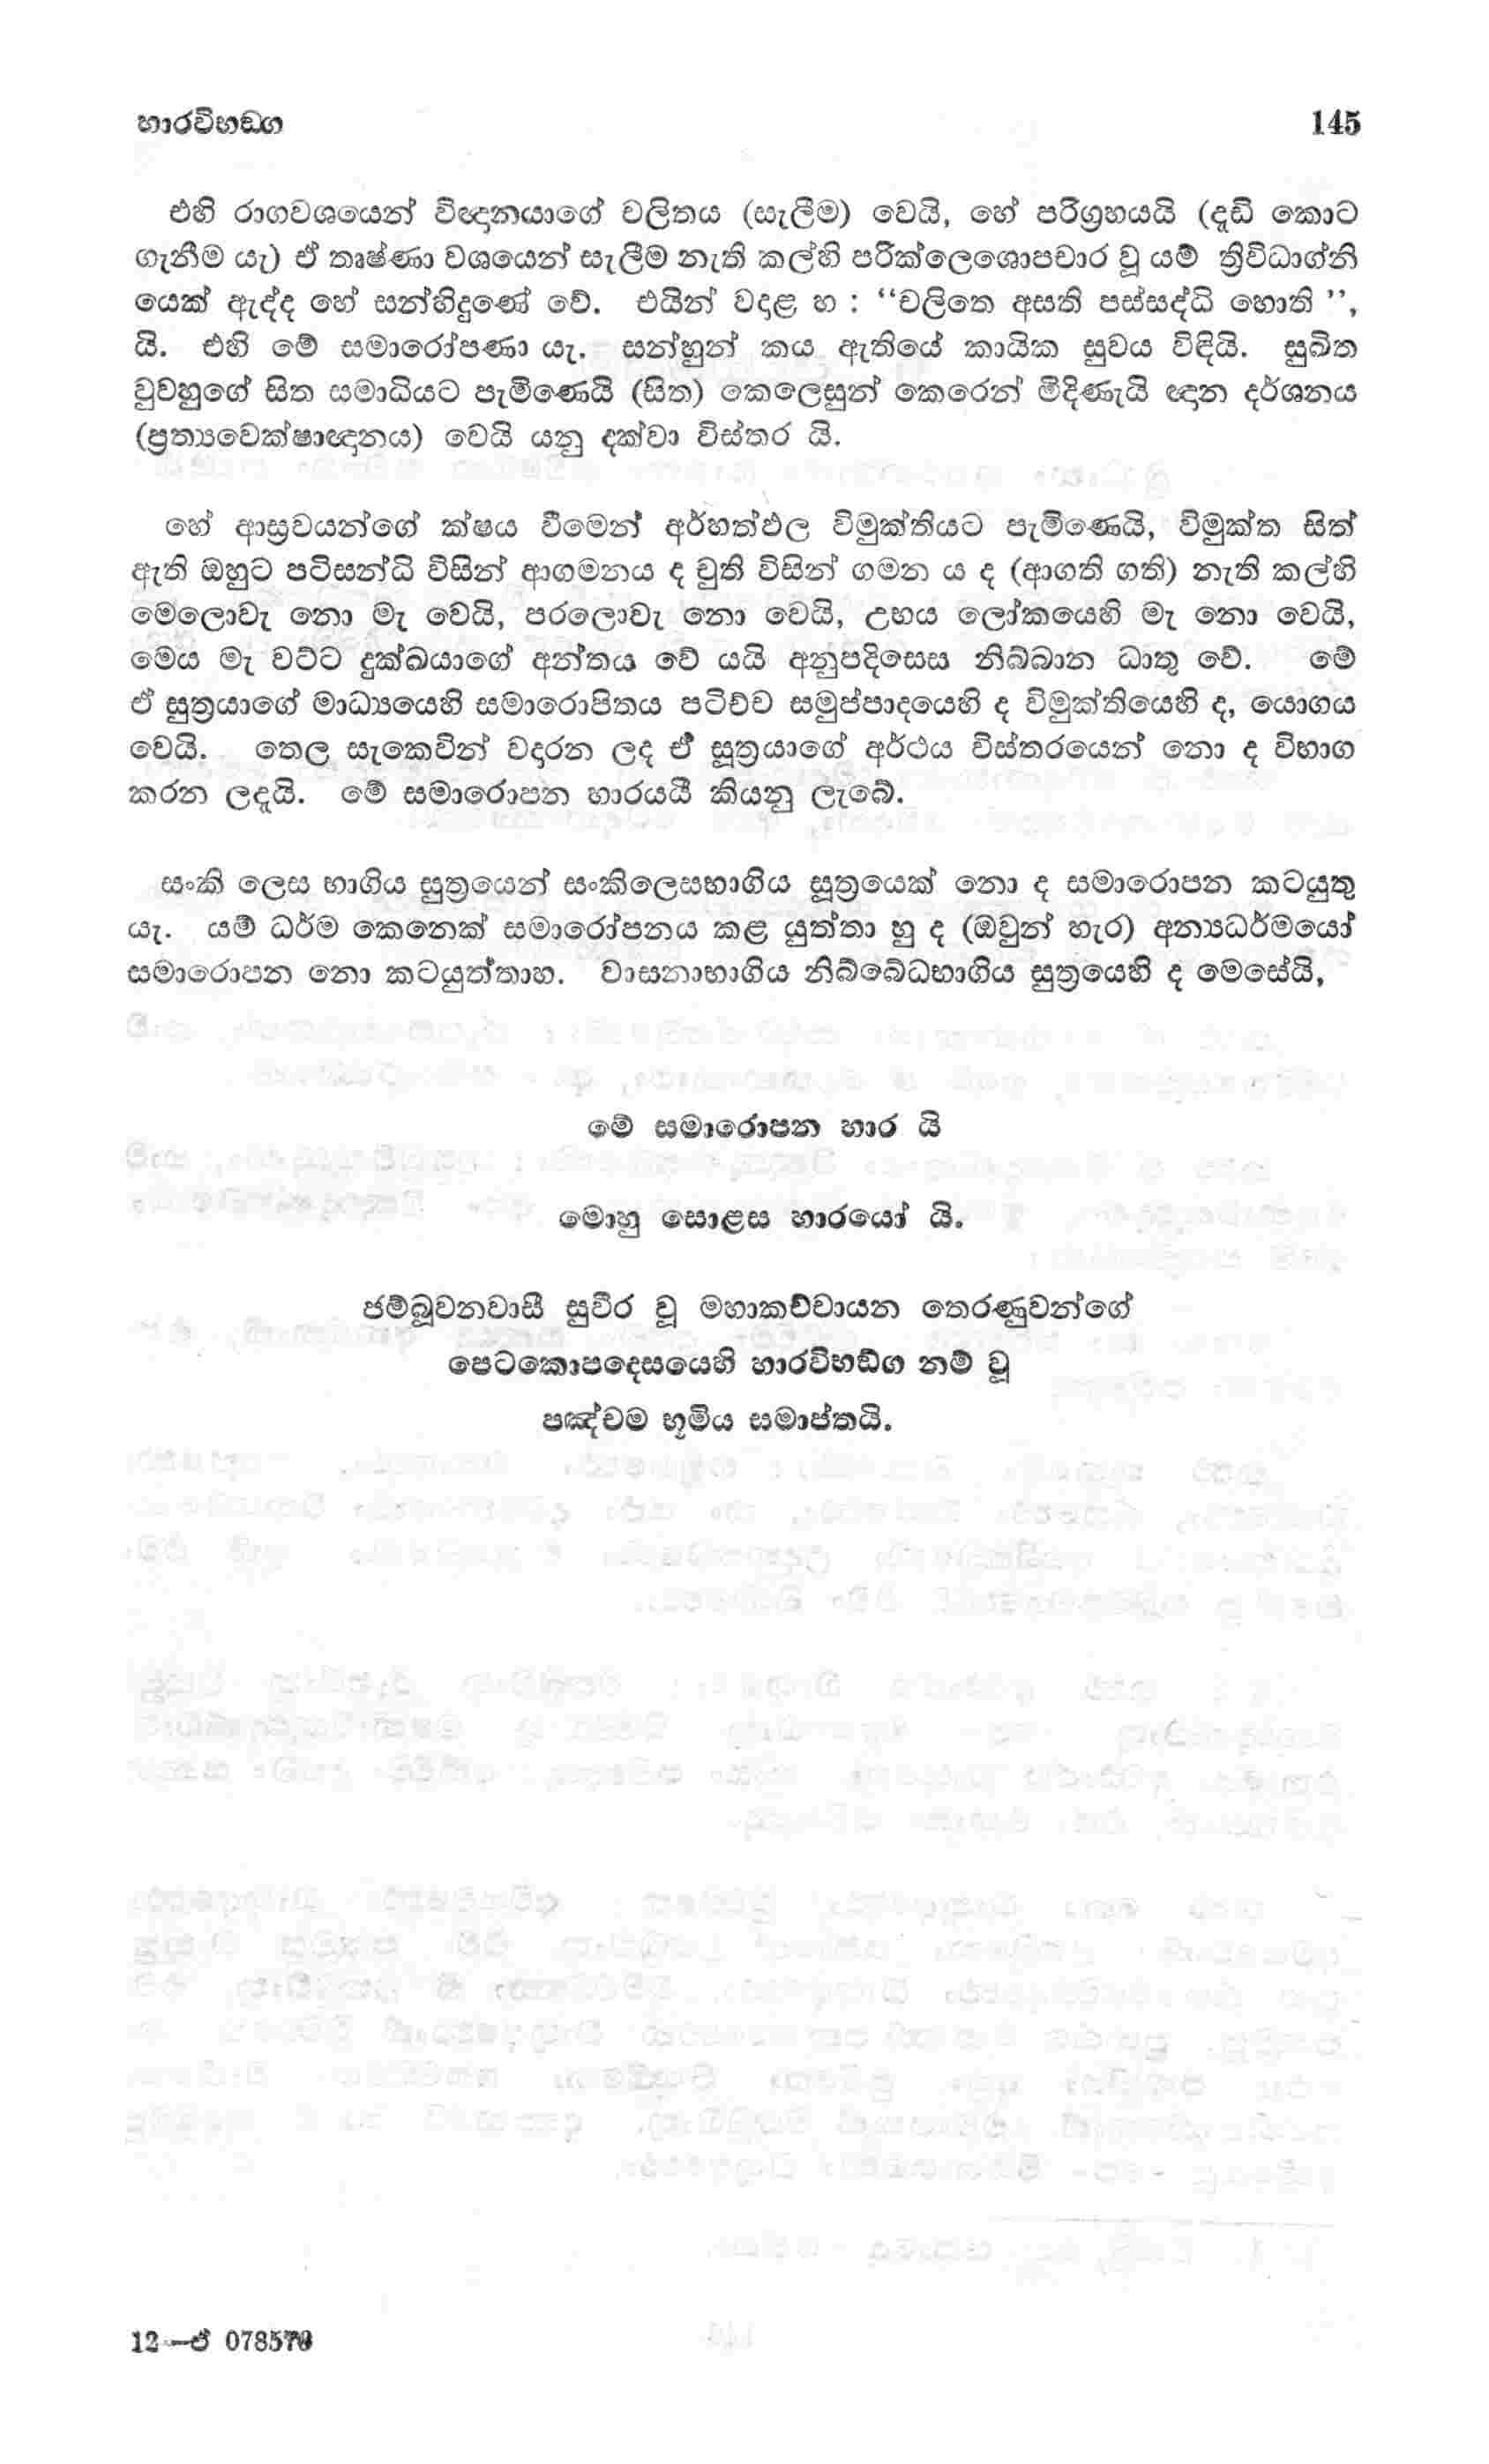 හාරවිභඞ්ග 145
එහි රාගවශයෙන් විඥානයාගේ චලිතය (සැලීම) වෙයි, හේ පරිග්‍රහයයි (දෘඩ කොට
ගැනීම යැ) ඒ තෘෂ්ණා වශයෙන් සැලීම නැති කල්හි පරික්ලෙශොපචාර වූ යම් ත්‍රිවිධාග්නි
යෙක් ඇද්ද හේ සන්හිදුණේ වේ. එයින් වදාළ හ : “චලිතෙ අසති පස්සද්ධි හොති ”,
යි. එහි මේ සමාරෝපණා යැ. සන්හුන් කය ඇතියේ කායික සුවය විඳියි. සුඛිත
වුවහුගේ සිත සමාධියට පැමිණෙයි (සිත) කෙලෙසුන් කෙරෙන් මිදිණැයි ඥාන දර්ශනය
(ප්‍රත්‍යවෙක්ෂාඥානය) වෙයි යනු දක්වා විස්තර යි.
හේ ආස්‍රවයන්ගේ ක්ෂය වීමෙන් අර්හත්ඵල විමුක්තියට පැමිණෙයි, විමුක්ත සිත්
ඇති ඔහුට පටිසන්ධි විසින් ආගමනය ද චුති විසින් ගමන ය ද (ආගති ගති) නැති කල්හි
මෙලොවැ නො මැ වෙයි, පරලොවැ නො වෙයි, උභය ලෝකයෙහි මැ නො වෙයි,
මෙය මැ වට්ට දුක්ඛයාගේ අන්තය වේ යයි අනුපදිසෙස නිබ්බාන ධාතු වේ. මේ
ඒ සුත්‍රයාගේ මාධ්‍යයෙහි සමාරොපිතය පටිච්ච සමුප්පාදයෙහි ද විමුක්තියෙහි ද, යොගය
වෙයි. තෙල සැකෙවින් වදාරන ලද ඒ සූත්‍රයාගේ අර්ථය විස්තරයෙන් නො ද විභාග
කරන ලදැයි. මේ සමාරොපන හාරයයි කියනු ලැබේ.
සංකි ලෙස භාගිය සුත්‍රයෙන් සංකිලෙසභාගිය සූත්‍රයෙක් නො ද සමාරොපන කටයුතු
යැ. යම් ධර්ම කෙනෙක් සමාරෝපනය කළ යුත්තා හු ද (ඔවුන් හැර) අන්‍යධර්මයෝ
සමාරොපන නො කටයුත්තාහ. වාසනාභාගිය නිබ්බේධභාගිය සුත්‍රයෙහි ද මෙසේයි,
මේ සමාරොපන හාර යි
මොහු සොළස හාරයෝ යි.
ජම්බූවනවාසී සුවීර වූ මහාකච්චායන තෙරණුවන්ගේ
පෙටකොපදෙසයෙහි හාරවිභඞ්ග නම් වූ
පඤ්චම භූමිය සමාප්තයි.
12—ඒ